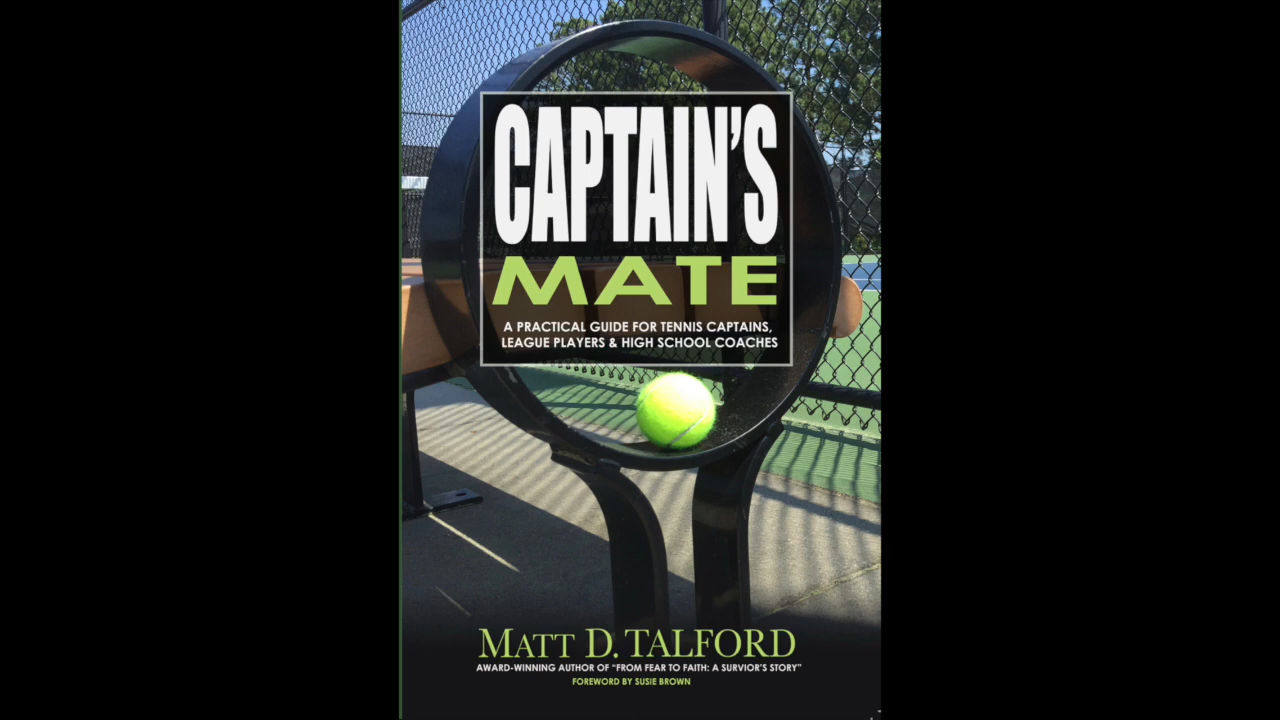 CAPTAIN'S
MATE
A PRACTICAL GUIDE FOR TENNIS CAPTAINS,
LEAGUE PLAYERS & HIGH SCHOOL COACHES
MATT D. TALFORD
AWARD-WINNING AUTHOR OF "FROM FEAR TO FAITH: A SURVIOR'S STORY"
FOREWORD BY SUSIE BROWN